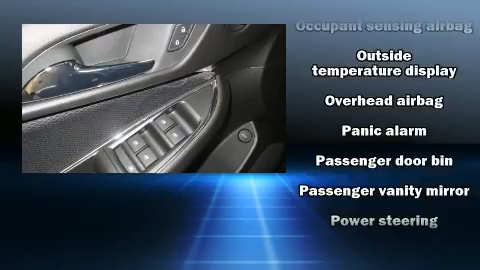 Occupant sensing airbag
Outside
temperature display
Overhead airbag
Panic alarm
Passenger door bin
Passenger vanity mirror
Power steering